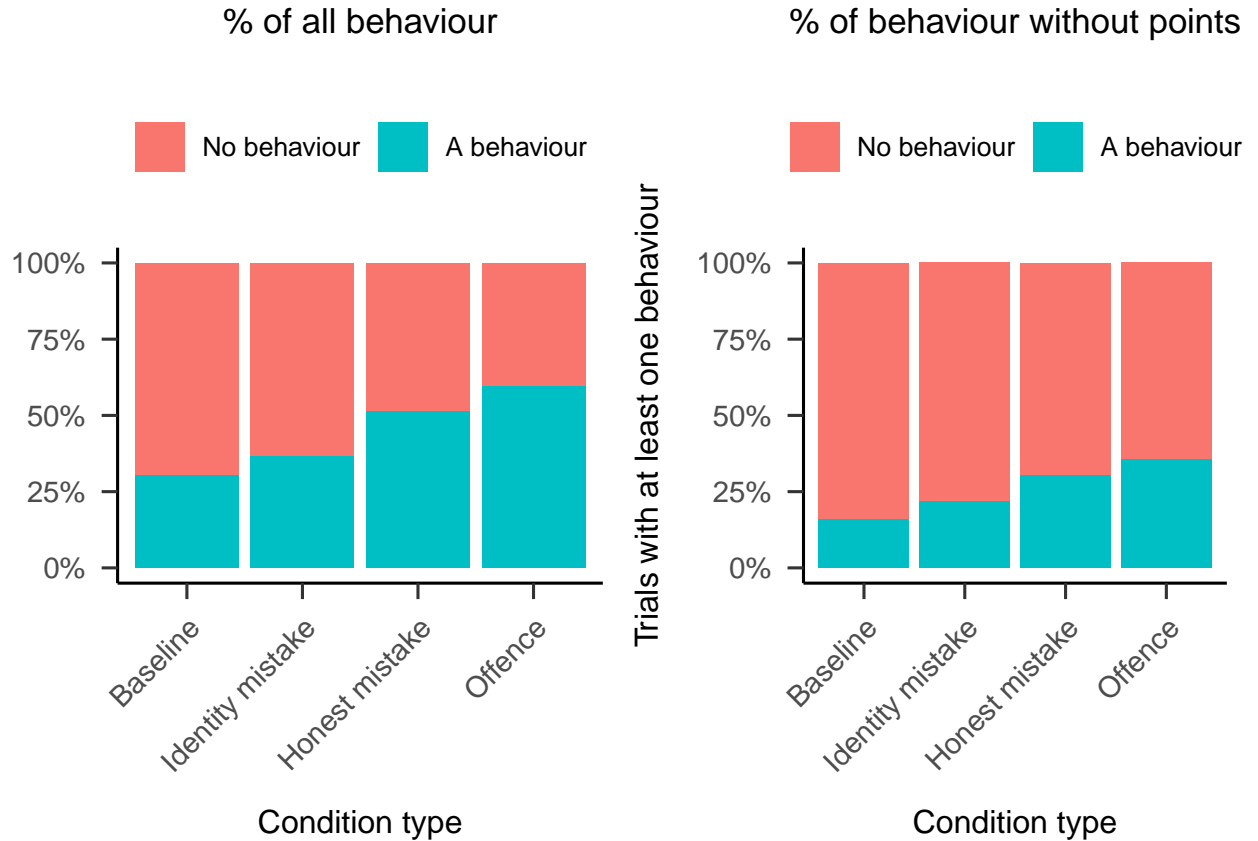 % of all behaviour
No behaviour
A behaviour
100%
75%
50%
25%
0%
Baseline
Identity mistake
Honest mistake
Offence
Condition type
% of behaviour without points
No behaviour
A behaviour
Trials with at least one behaviour
100%
75%
50%
25%
0%
Baseline
Identity mistake
Honest mistake
Offence
Condition type